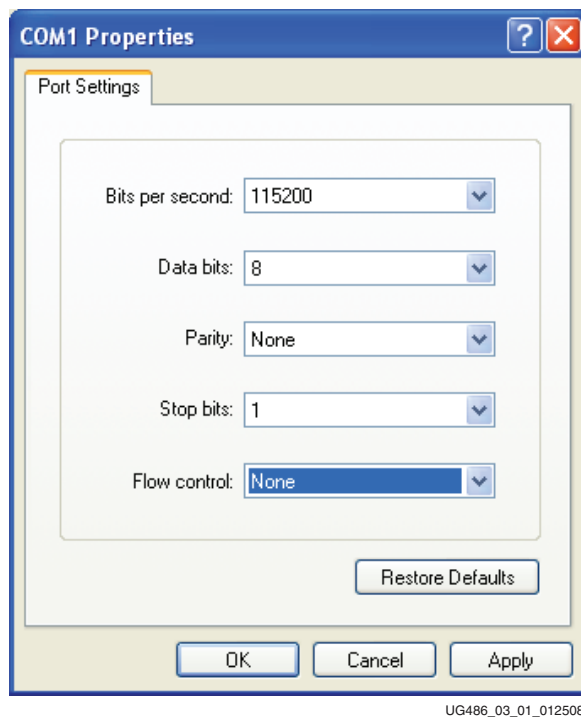 COM1 Properties
Port Settings
Bits per second: 115200
Data bits: 8
Parity: None
Stop bits: 1
Flow control: None
Restore Defaults
OK Cancel Apply
UG486_03_01_012508